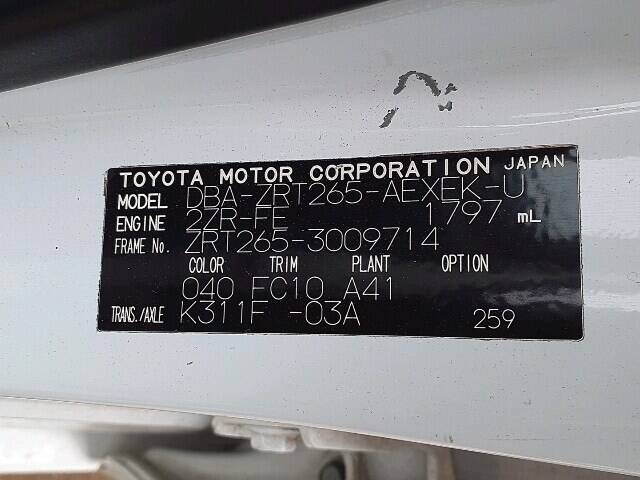 TOYOTA MOTOR CORPORATION JAPAN
MODEL DBA-ZRT265-AEXEK-U
ENGINE 2ZR-FE 1797 mL
FRAME No. ZRT265-3009714
COLOR TRIM PLANT OPTION
040 FC10 A41
TRANS./AXLE K311F -03A 259